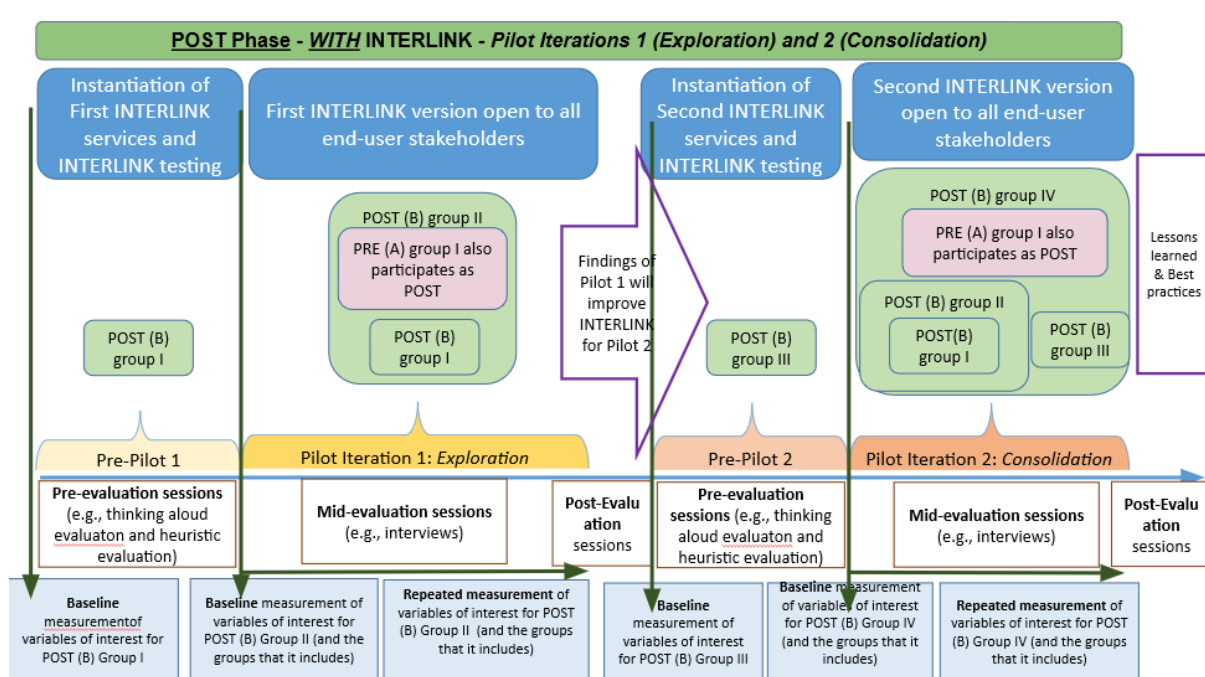 POST Phase - WITH INTERLINK - Pilot Iterations 1 (Exploration) and 2 (Consolidation)
Instantiation of
First INTERLINK
services and
INTERLINK testing
First INTERLINK version open to all
end-user stakeholders
Instantiation of
Second INTERLINK
services and
INTERLINK testing
Second INTERLINK version
open to all end-user
stakeholders
POST (B)
group I
POST (B) group II
PRE (A) group I also
participates as
POST
POST (B)
group I
Findings of
Pilot 1 will
improve
INTERLINK
for Pilot 2
POST (B)
group III
POST (B) group IV
PRE (A) group I also
participates as POST
POST (B) group II
POST(B)
group I
POST (B)
group III
Lessons
learned
& Best
practices
Pre-Pilot 1
Pilot Iteration 1: Exploration
Pre-Pilot 2
Pilot Iteration 2: Consolidation
Pre-evaluation sessions
(e.g., thinking aloud
evaluaton and heuristic
evaluation)
Mid-evaluation sessions
(e.g., interviews)
Post-Evalu
ation
sessions
Pre-evaluation
sessions (e.g., thinking
aloud evaluaton and
heuristic evaluation)
Mid-evaluation sessions
(e.g., interviews)
Post-Evalu
ation
sessions
Baseline
measurementof
variables of interest for
POST (B) Group I
Baseline measurement of
variables of interest for
POST (B) Group II (and the
groups that it includes)
Repeated measurement of
variables of interest for POST
(B) Group II (and the groups
that it includes)
Baseline
measurement
of variables of interest
for POST (B) Group III
Baseline
measurement
of variables of interest
for POST (B) Group IV
(and the groups that it
includes)
Repeated measurement of
variables of interest for POST
(B) Group IV (and the groups
that it includes)